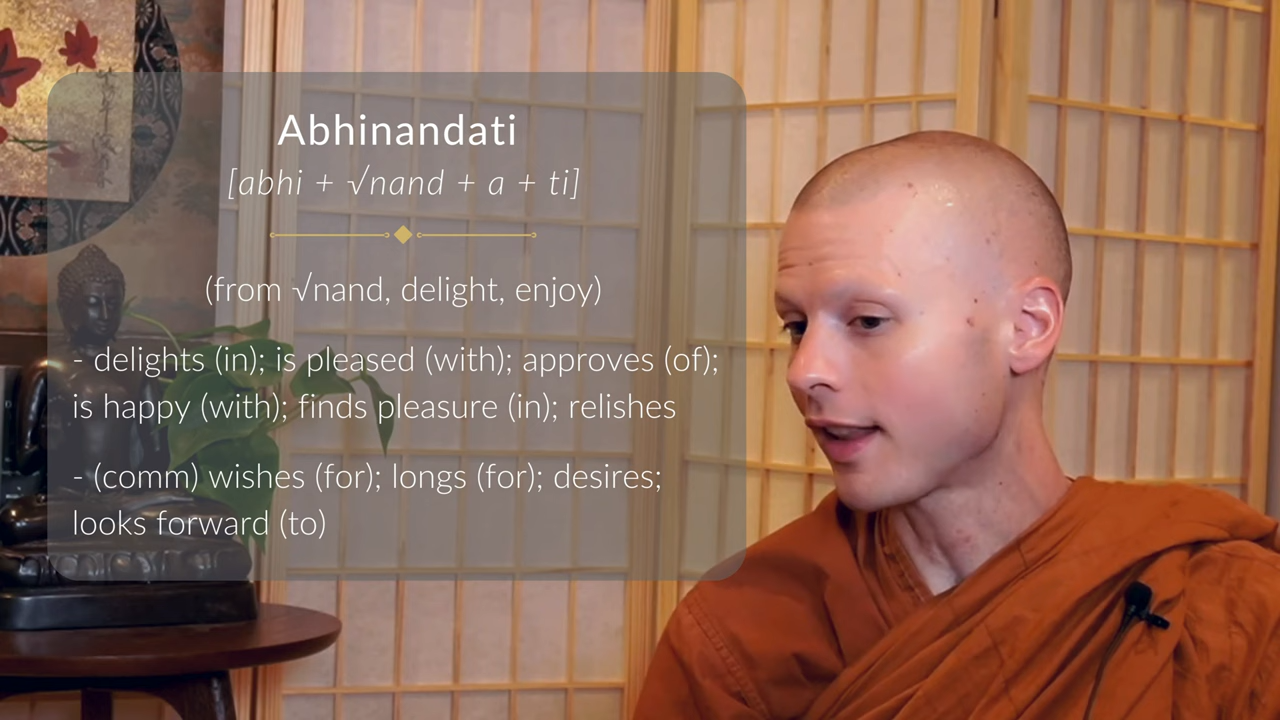 Abhinandati
[abhi + √nand + a + ti]
(from √nand, delight, enjoy)
- delights (in); is pleased (with); approves (of);
is happy (with); finds pleasure (in); relishes
- (comm) wishes (for); longs (for); desires;
looks forward (to)